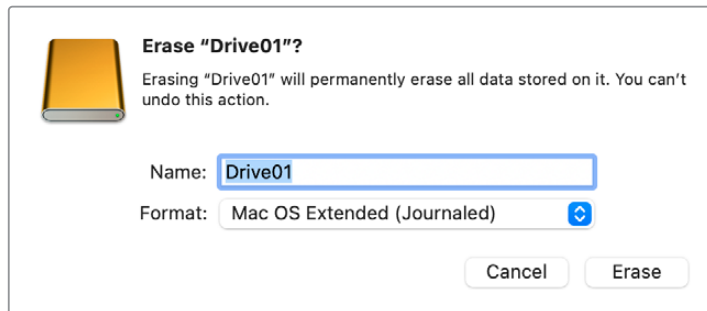 Erase “Drive01”?
Erasing “Drive01” will permanently erase all data stored on it. You can’t
undo this action.
Name: Drive01
Format: Mac OS Extended (Journaled)
Cancel Erase